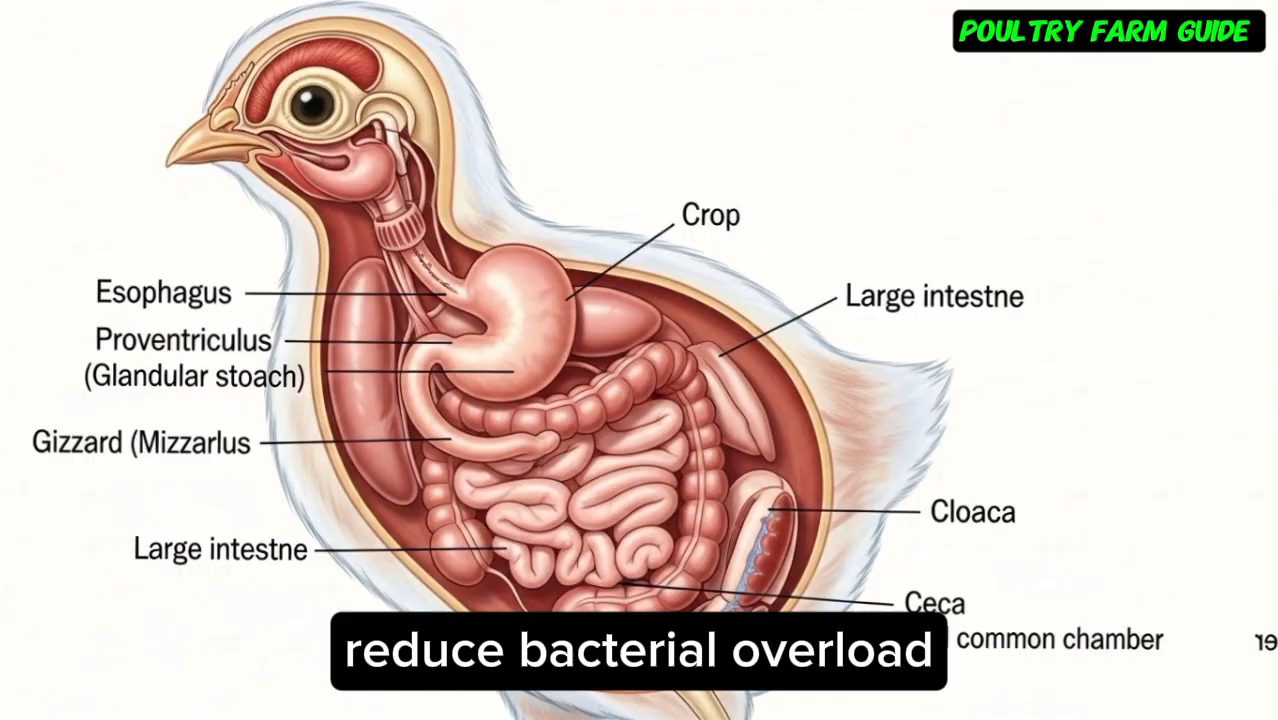 POULTRY FARM GUIDE
Crop
Esophagus
Large intestne
Proventriculus
(Glandular stoach)
Gizzard (Mizzarlus
Cloaca
Large intestne
Ceca
common chamber
reduce bacterial overload